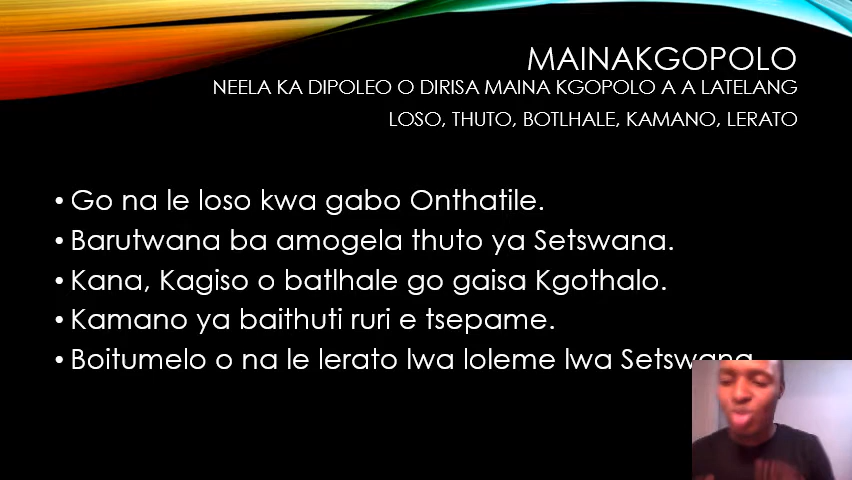 MAINAKGOPOLO
NEELA KA DIPOLEO O DIRISA MAINA KGOPOLO A A LATELANG
LOSO, THUTO, BOTLHALE, KAMANO, LERATO
• Go na le loso kwa gabo Onthatile.
• Barutwana ba amogela thuto ya Setswana.
• Kana, Kagiso o batlhale go gaisa Kgothalo.
• Kamano ya baithuti ruri e tsepame.
• Boitumelo o na le lerato lwa loleme lwa Setswana.